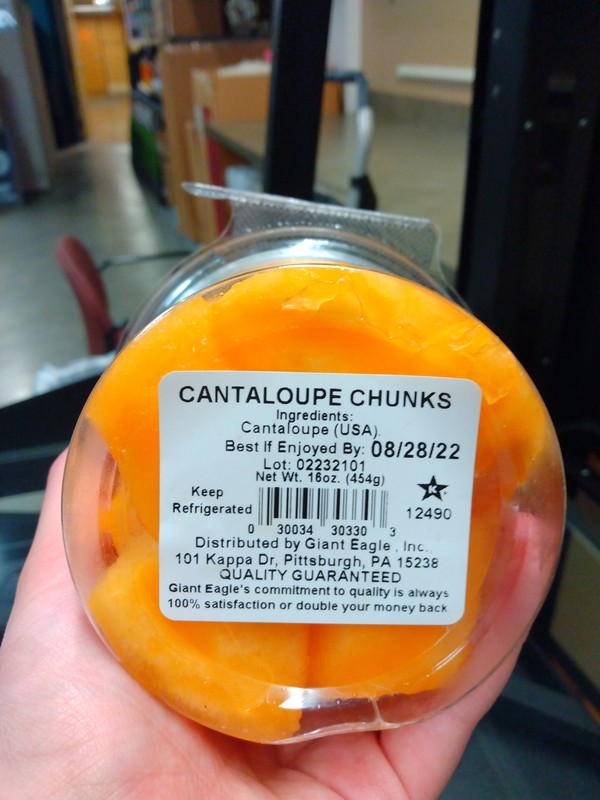 CANTALOUPE CHUNKS
Ingredients:
Cantaloupe (USA).
Best If Enjoyed By: 08/28/22
Lot: 02232101
Net Wt. 16oz. (454g)
Keep
Refrigerated
K
12490
0 30034 30330 3
Distributed by Giant Eagle, Inc.,
101 Kappa Dr, Pittsburgh, PA 15238
QUALITY GUARANTEED
Giant Eagle's commitment to quality is always
100% satisfaction or double your money back